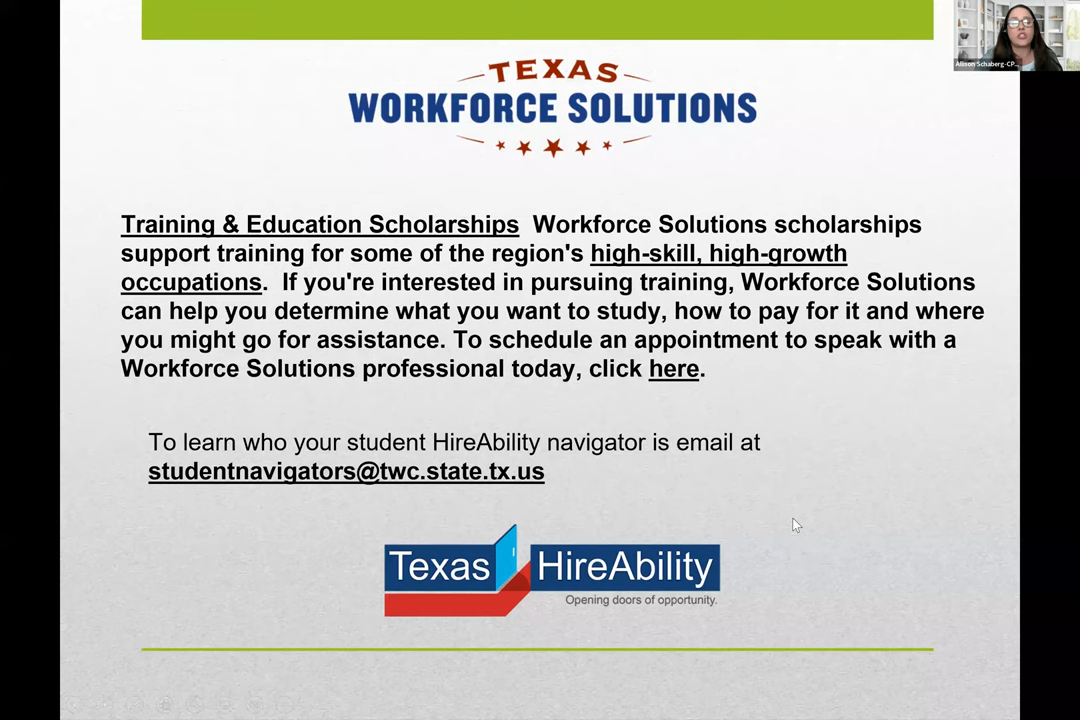 Allison Schaberg-CP...
TEXAS
WORKFORCE SOLUTIONS
Training & Education Scholarships  Workforce Solutions scholarships
support training for some of the region's high-skill, high-growth
occupations.  If you're interested in pursuing training, Workforce Solutions
can help you determine what you want to study, how to pay for it and where
you might go for assistance. To schedule an appointment to speak with a
Workforce Solutions professional today, click here.
To learn who your student HireAbility navigator is email at
studentnavigators@twc.state.tx.us
Texas HireAbility
Opening doors of opportunity.